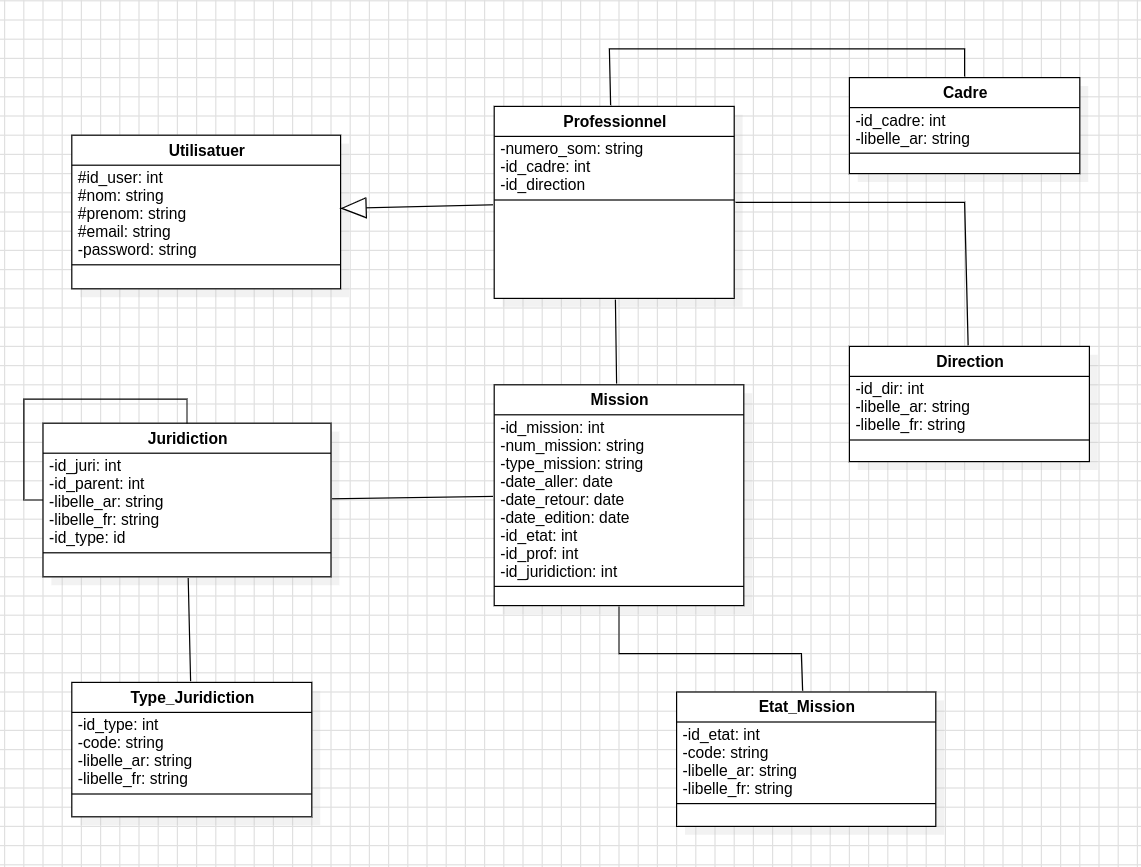 Cadre
-id_cadre: int
-libelle_ar: string
Professionnel
-numero_som: string
-id_cadre: int
-id_direction
Utilisatuer
#id_user: int
#nom: string
#prenom: string
#email: string
-password: string
Direction
-id_dir: int
-libelle_ar: string
-libelle_fr: string
Mission
-id_mission: int
-num_mission: string
-type_mission: string
-date_aller: date
-date_retour: date
-date_edition: date
-id_etat: int
-id_prof: int
-id_juridiction: int
Juridiction
-id_juri: int
-id_parent: int
-libelle_ar: string
-libelle_fr: string
-id_type: id
Type_Juridiction
-id_type: int
-code: string
-libelle_ar: string
-libelle_fr: string
Etat_Mission
-id_etat: int
-code: string
-libelle_ar: string
-libelle_fr: string